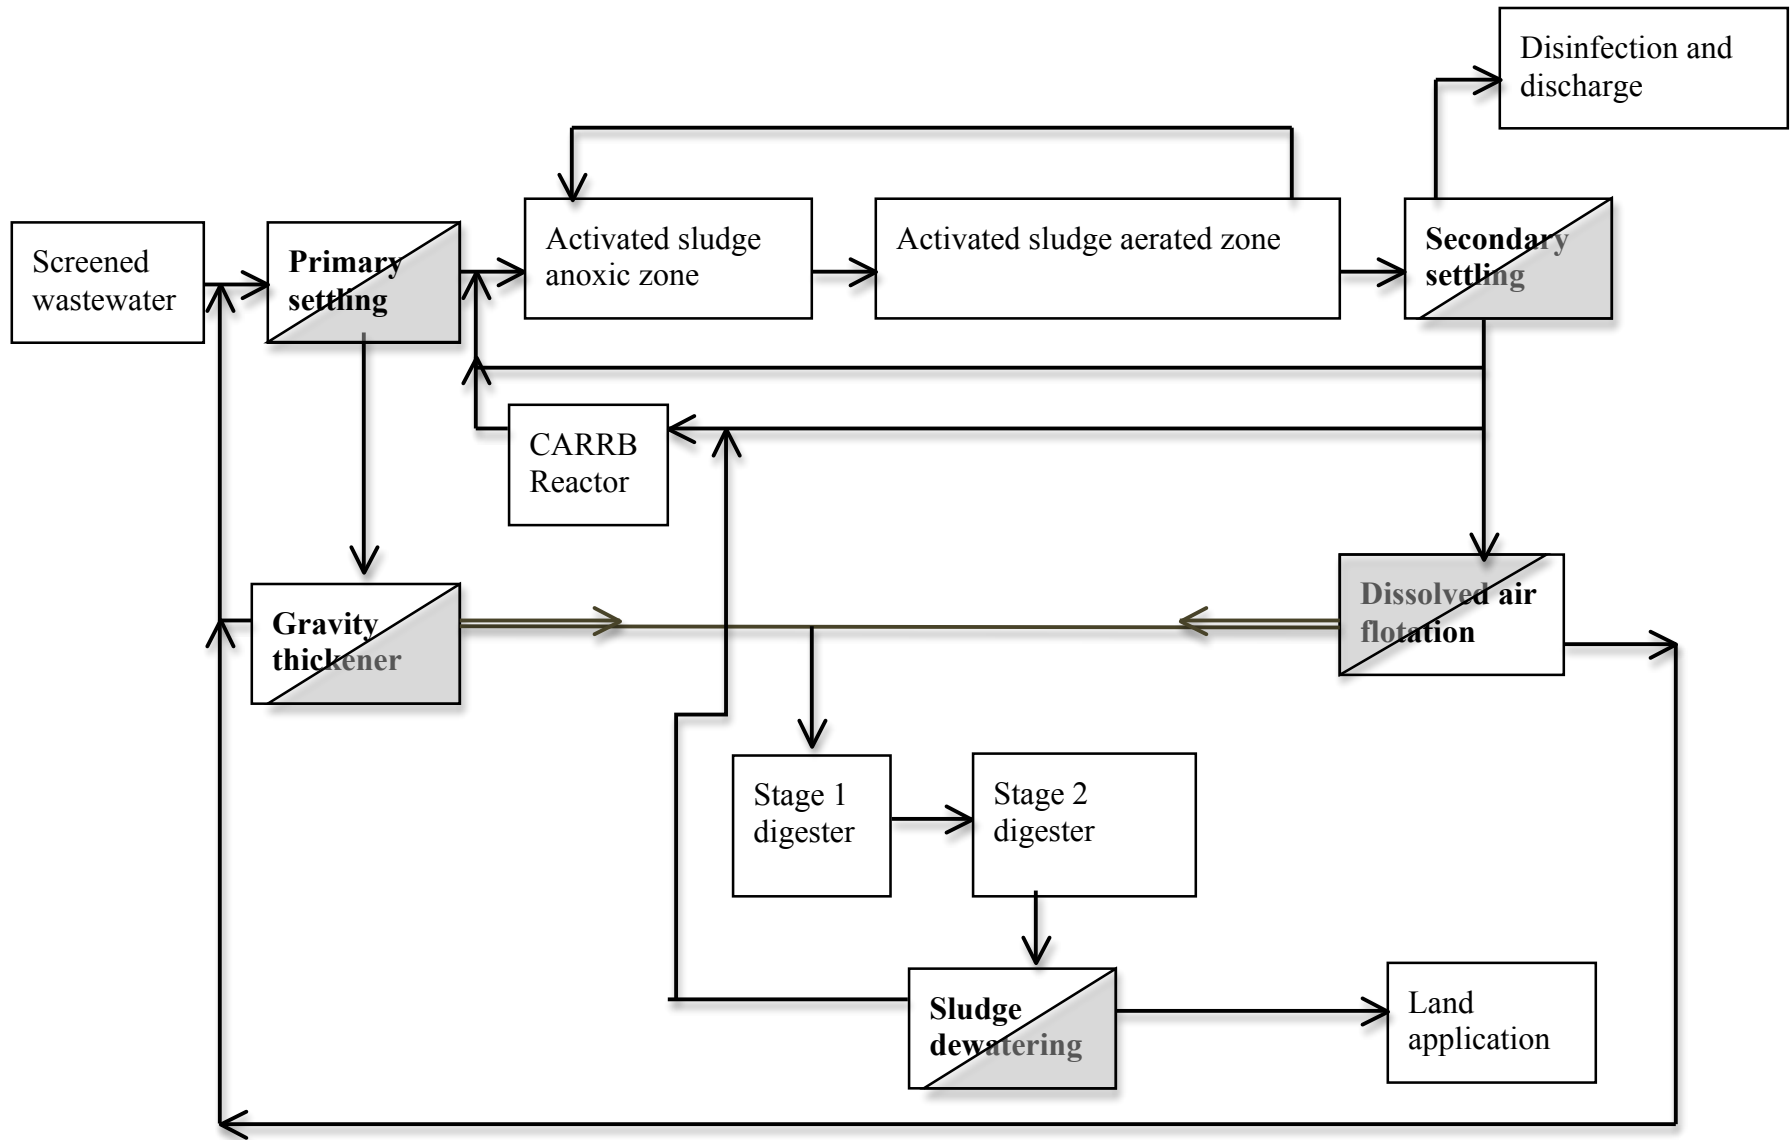 Disinfection and
discharge
Screened
wastewater
Primary
settling
Activated sludge
anoxic zone
Activated sludge aerated zone
Secondary
settling
CARRB
Reactor
Gravity
thickener
Dissolved air
flotation
Stage 1
digester
Stage 2
digester
Sludge
dewatering
Land
application